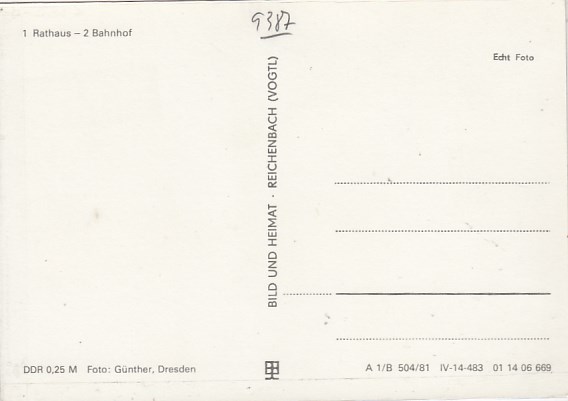 9387
1 Rathaus – 2 Bahnhof
Echt Foto
BILD UND HEIMAT · REICHENBACH (VOGTL)
DDR 0,25 M Foto: Günther, Dresden
A 1/B 504/81 IV-14-483 01 14 06 669